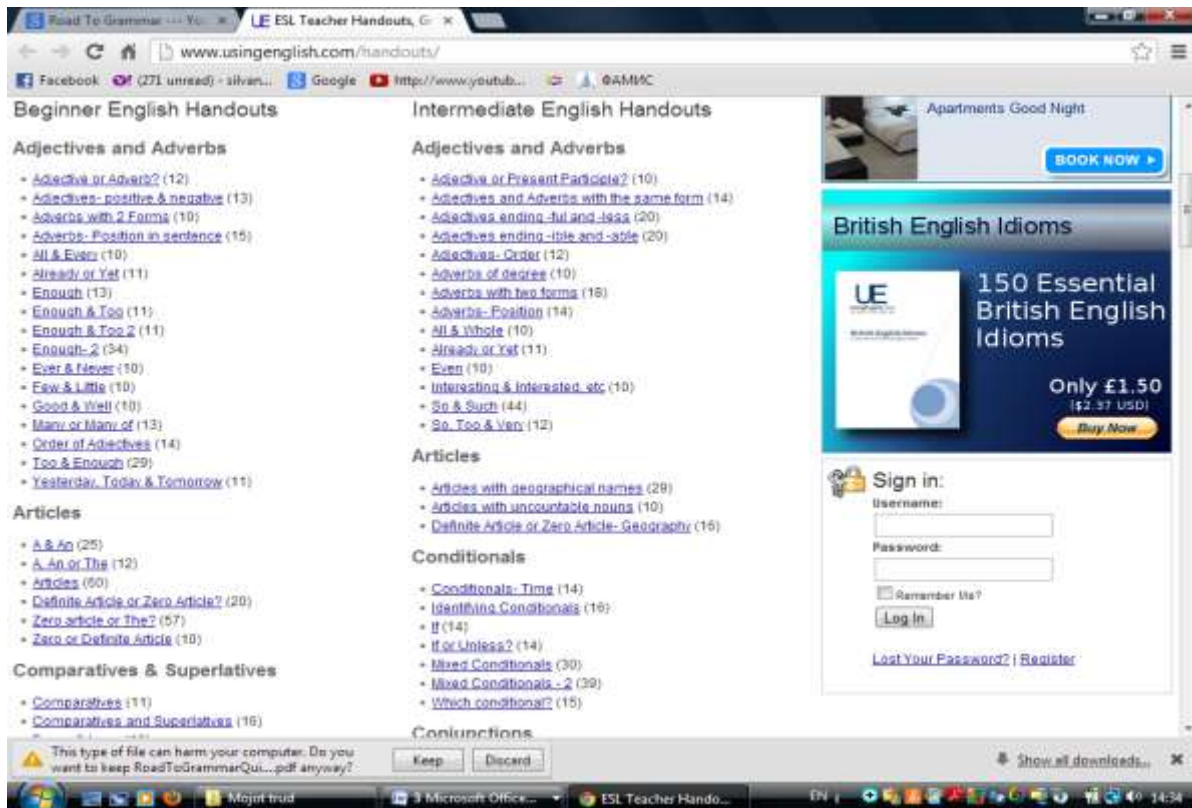 Road To Grammar --- Yo
UE ESL Teacher Handouts, G
www.usingenglish.com/handouts/
Facebook
(271 unread) - silvan...
Google
http://www.youtub...
ФАМИС
Beginner English Handouts
Adjectives and Adverbs
Adjective or Adverb? (12)
Adjectives- positive & negative (13)
Adverbs with 2 Forms (10)
Adverbs- Position in sentence (15)
All & Every (10)
Already or Yet (11)
Enough (13)
Enough & Too (11)
Enough & Too 2 (11)
Enough- 2 (34)
Ever & Never (10)
Few & Little (10)
Good & Well (10)
Many or Many of (13)
Order of Adjectives (14)
Too & Enough (29)
Yesterday, Today & Tomorrow (11)
Articles
A & An (25)
A, An or The (12)
Articles (60)
Definite Article or Zero Article? (20)
Zero article or The? (57)
Zero or Definite Article (10)
Comparatives & Superlatives
Comparatives (11)
Comparatives and Superlatives (16)
Intermediate English Handouts
Adjectives and Adverbs
Adjective or Present Participle? (10)
Adjectives and Adverbs with the same form (14)
Adjectives ending -ful and -less (20)
Adjectives ending -ible and -able (20)
Adjectives- Order (12)
Adverbs of degree (10)
Adverbs with two forms (18)
Adverbs- Position (14)
All & Whole (10)
Already or Yet (11)
Even (10)
Interesting & Interested, etc (10)
So & Such (44)
So, Too & Very (12)
Articles
Articles with geographical names (29)
Articles with uncountable nouns (10)
Definite Article or Zero Article- Geography (16)
Conditionals
Conditionals- Time (14)
Identifying Conditionals (16)
If (14)
If or Unless? (14)
Mixed Conditionals (30)
Mixed Conditionals - 2 (39)
Which conditional? (15)
Conjunctions
Apartments Good Night
BOOK NOW
British English Idioms
UE
150 Essential
British English
Idioms
Only £1.50
($2.37 USD)
Buy Now
Sign in:
Username:
Password:
Remember Me?
Log In
Lost Your Password? | Register
This type of file can harm your computer. Do you
want to keep RoadToGrammarQui....pdf anyway?
Keep
Discard
Show all downloads...
Mojot trud
3 Microsoft Office...
ESL Teacher Hando...
EN
14:34